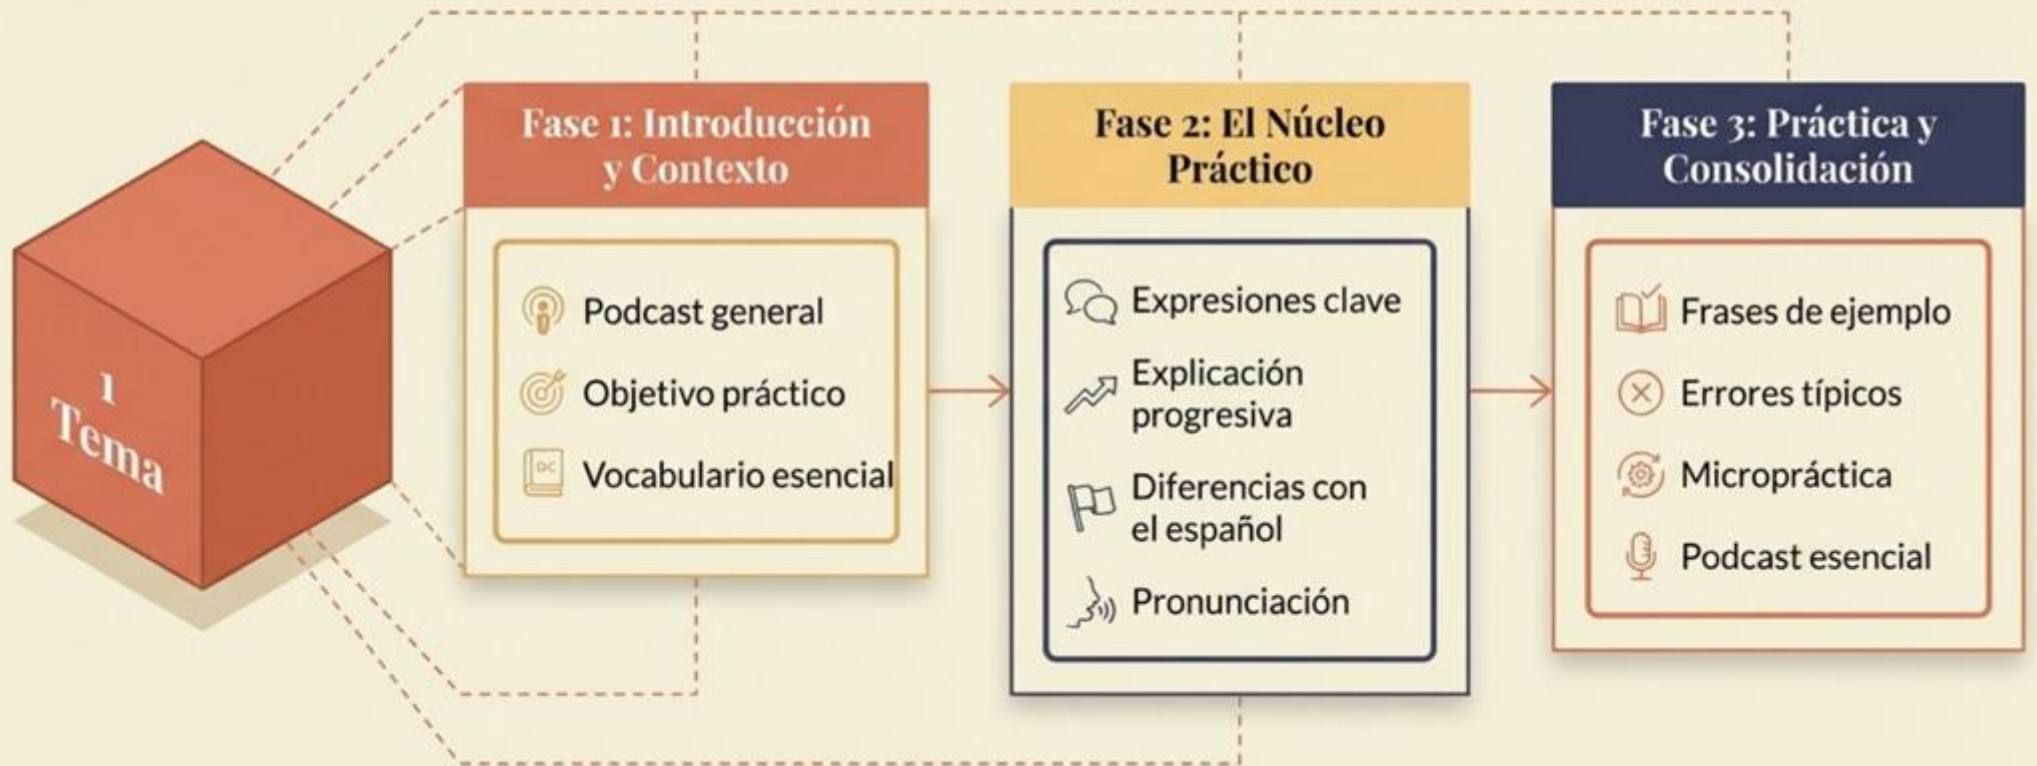 1
Tema
Fase 1: Introducción
y Contexto
Podcast general
Objetivo práctico
DC
Vocabulario esencial
Fase 2: El Núcleo
Práctico
Expresiones clave
Explicación
progresiva
Diferencias con
el español
Pronunciación
Fase 3: Práctica y
Consolidación
Frases de ejemplo
Errores típicos
Micropráctica
Podcast esencial